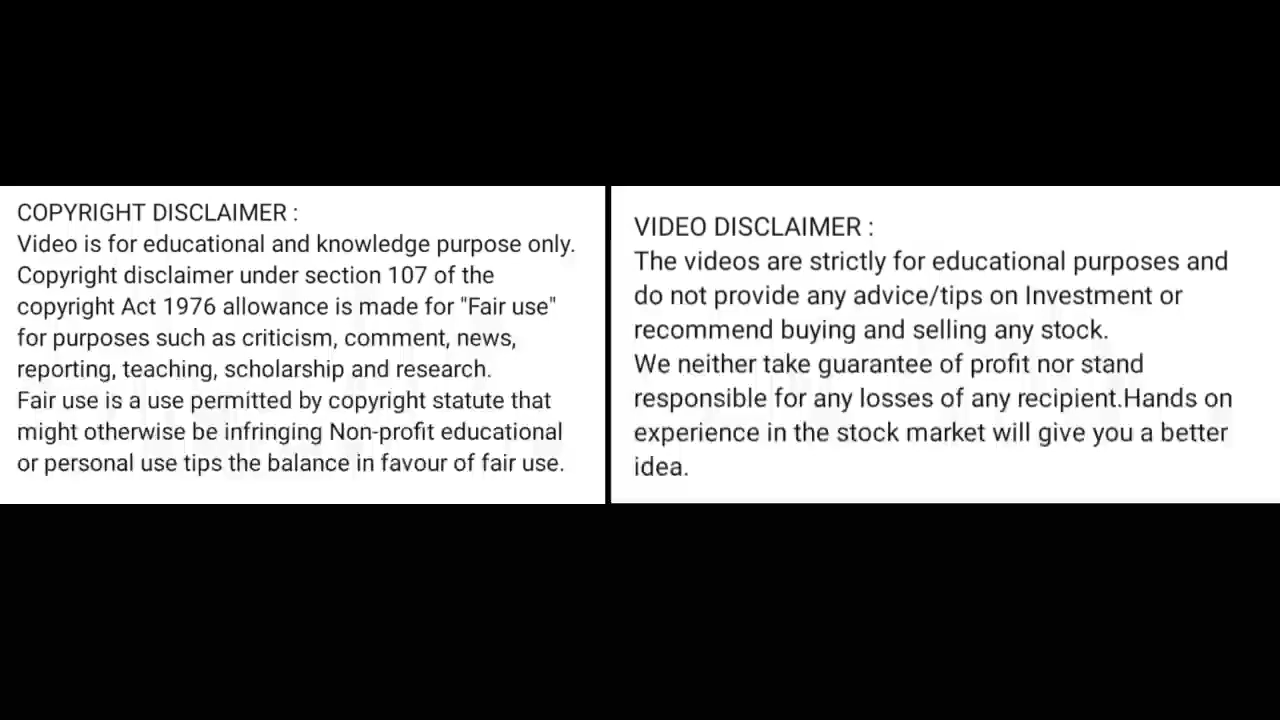 COPYRIGHT DISCLAIMER :
Video is for educational and knowledge purpose only.
Copyright disclaimer under section 107 of the
copyright Act 1976 allowance is made for "Fair use"
for purposes such as criticism, comment, news,
reporting, teaching, scholarship and research.
Fair use is a use permitted by copyright statute that
might otherwise be infringing Non-profit educational
or personal use tips the balance in favour of fair use.
VIDEO DISCLAIMER :
The videos are strictly for educational purposes and
do not provide any advice/tips on Investment or
recommend buying and selling any stock.
We neither take guarantee of profit nor stand
responsible for any losses of any recipient.Hands on
experience in the stock market will give you a better
idea.